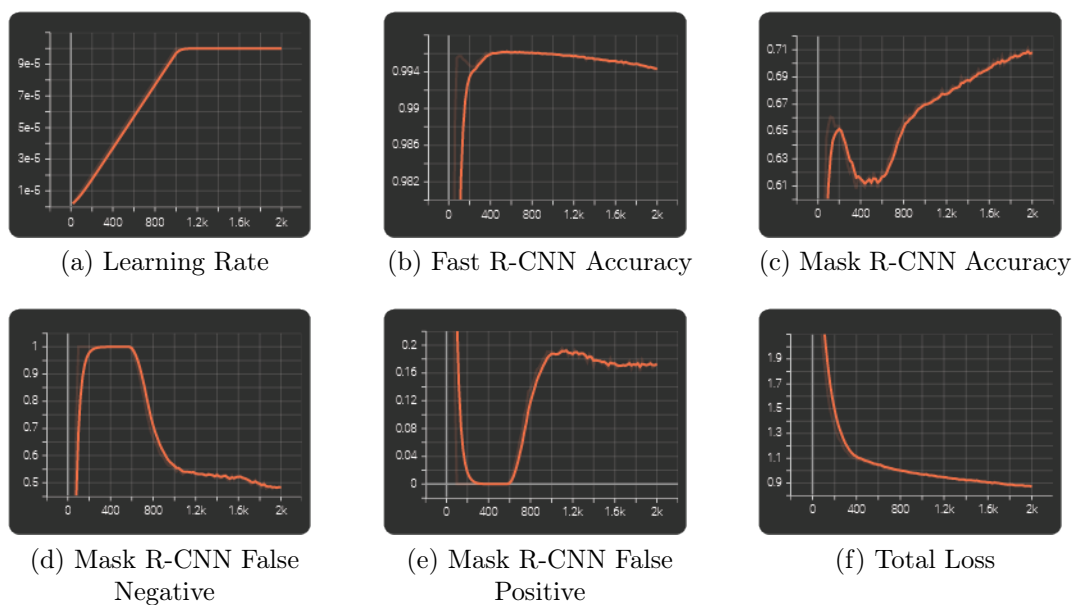 9e-5
7e-5
5e-5
3e-5
1e-5
0 400 800 1.2k 1.6k 2k
(a) Learning Rate
0.994
0.99
0.986
0.982
0 400 800 1.2k 1.6k 2k
(b) Fast R-CNN Accuracy
0.71
0.69
0.67
0.65
0.63
0.61
0 400 800 1.2k 1.6k 2k
(c) Mask R-CNN Accuracy
1
0.9
0.8
0.7
0.6
0.5
0 400 800 1.2k 1.6k 2k
(d) Mask R-CNN False
Negative
0.2
0.16
0.12
0.08
0.04
0
0 400 800 1.2k 1.6k 2k
(e) Mask R-CNN False
Positive
1.9
1.7
1.5
1.3
1.1
0.9
0 400 800 1.2k 1.6k 2k
(f) Total Loss